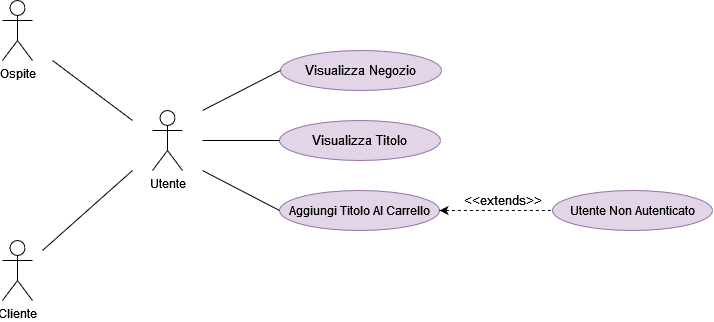 Ospite
Visualizza Negozio
Visualizza Titolo
Utente
Aggiungi Titolo Al Carrello
<<extends>>
Utente Non Autenticato
Cliente